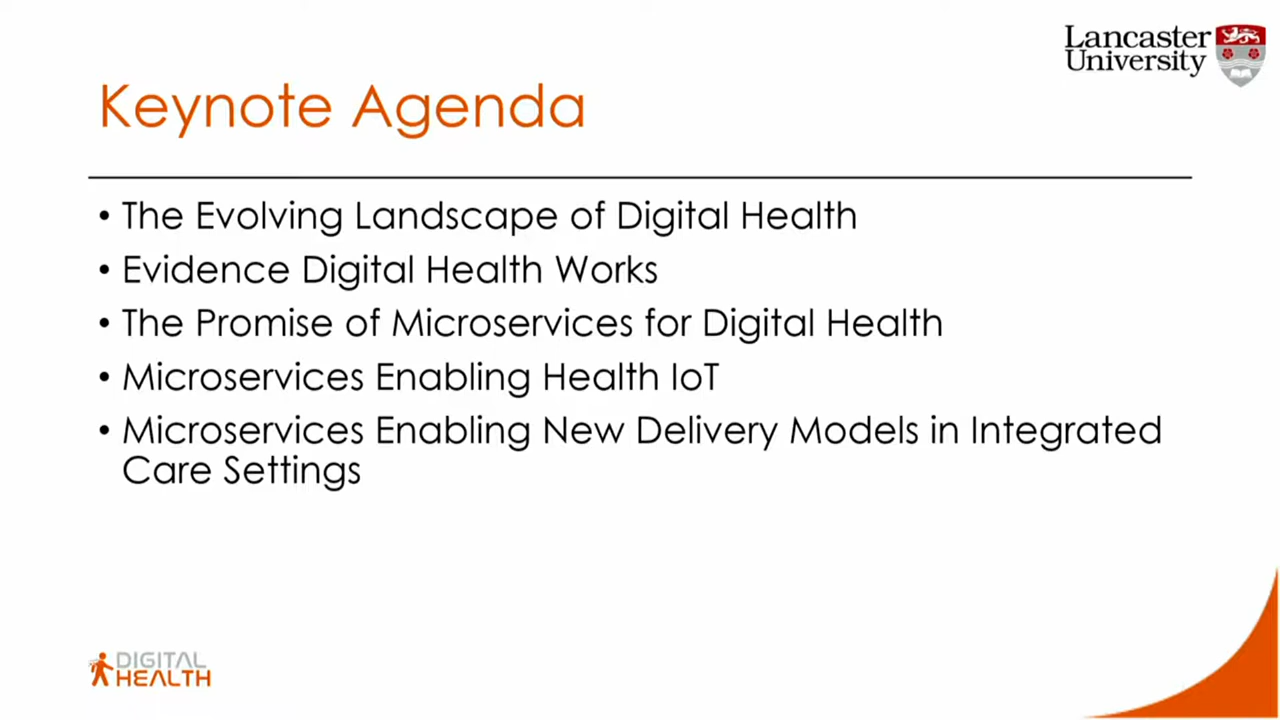 Lancaster
University
Keynote Agenda
• The Evolving Landscape of Digital Health
• Evidence Digital Health Works
• The Promise of Microservices for Digital Health
• Microservices Enabling Health IoT
• Microservices Enabling New Delivery Models in Integrated
Care Settings
DIGITAL
HEALTH